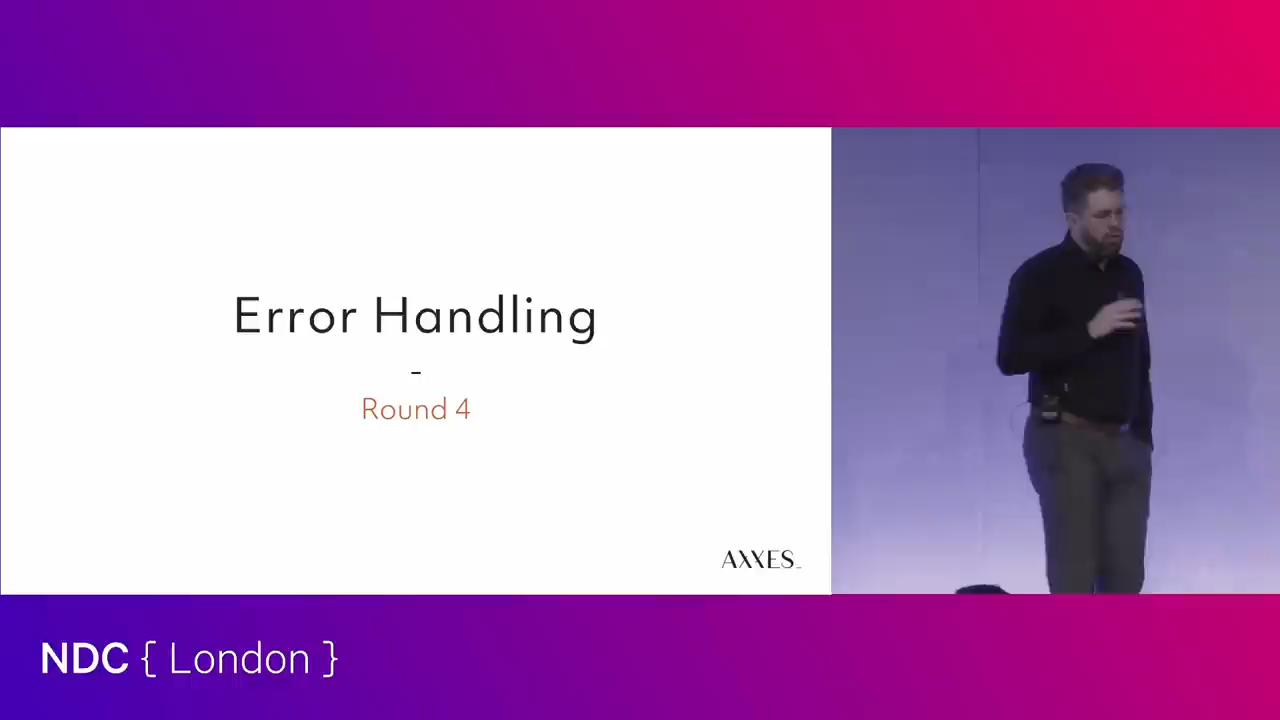 Error Handling
-
Round 4
AXXES_
NDC { London }